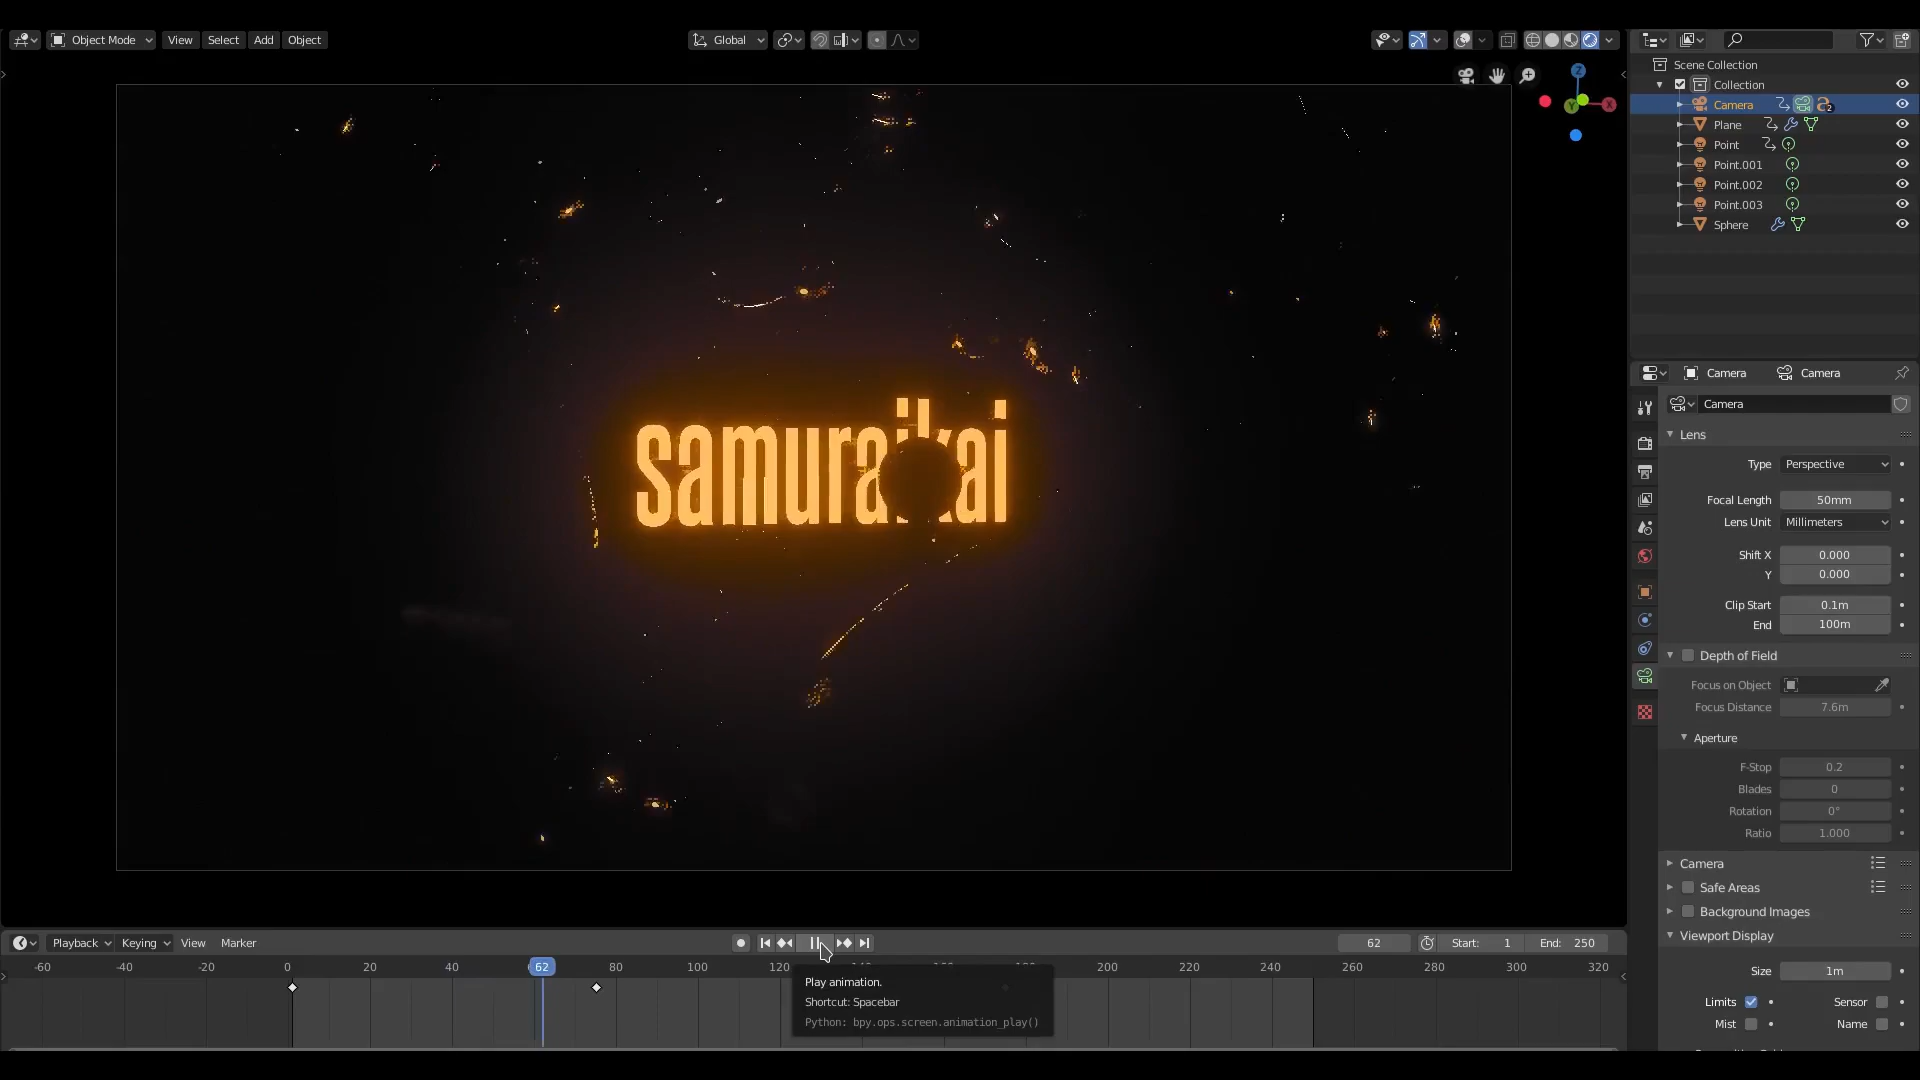 Object Mode View Select Add Object Global
Scene Collection
Collection
Camera 2
Plane
Point
Point.001
Point.002
Point.003
Sphere
Z
Y X
Camera Camera
Camera
Lens
Type Perspective
Focal Length 50mm
Lens Unit Millimeters
Shift X 0.000
Y 0.000
Clip Start 0.1m
End 100m
Depth of Field
Focus on Object
Focus Distance 7.6m
Aperture
F-Stop 0.2
Blades 0
Rotation 0°
Ratio 1.000
Camera
Safe Areas
Background Images
Viewport Display
Size 1m
Limits Sensor
Mist Name
samuraikai
Playback Keying View Marker 62 Start: 1 End: 250
-60 -40 -20 0 20 40 62 80 100 120 200 220 240 260 280 300 320
Play animation.
Shortcut: Spacebar
Python: bpy.ops.screen.animation_play()